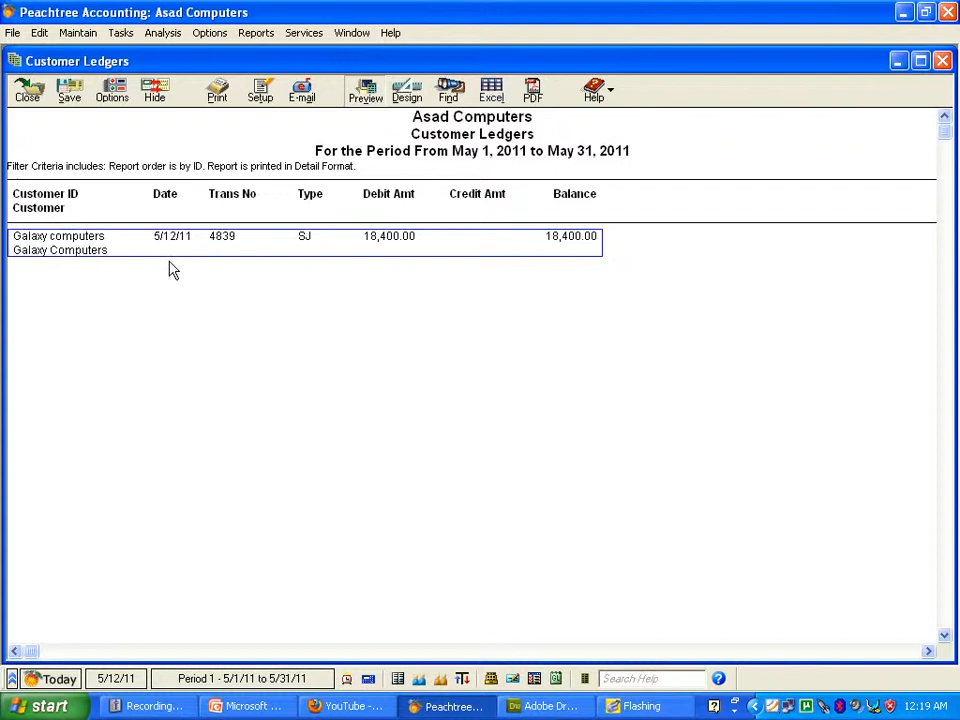 Peachtree Accounting: Asad Computers
File Edit Maintain Tasks Analysis Options Reports Services Window Help
Customer Ledgers
Close Save Options Hide Print Setup E-mail Preview Design Find Excel PDF Help
Asad Computers
Customer Ledgers
For the Period From May 1, 2011 to May 31, 2011
Filter Criteria includes: Report order is by ID. Report is printed in Detail Format.
Customer ID Date Trans No Type Debit Amt Credit Amt Balance
Customer
Galaxy computers 5/12/11 4839 SJ 18,400.00 18,400.00
Galaxy Computers
Today 5/12/11 Period 1 - 5/1/11 to 5/31/11 Search Help
start Recording... Microsoft ... YouTube -... Peachtree... Adobe Dr... Flashing 12:19 AM